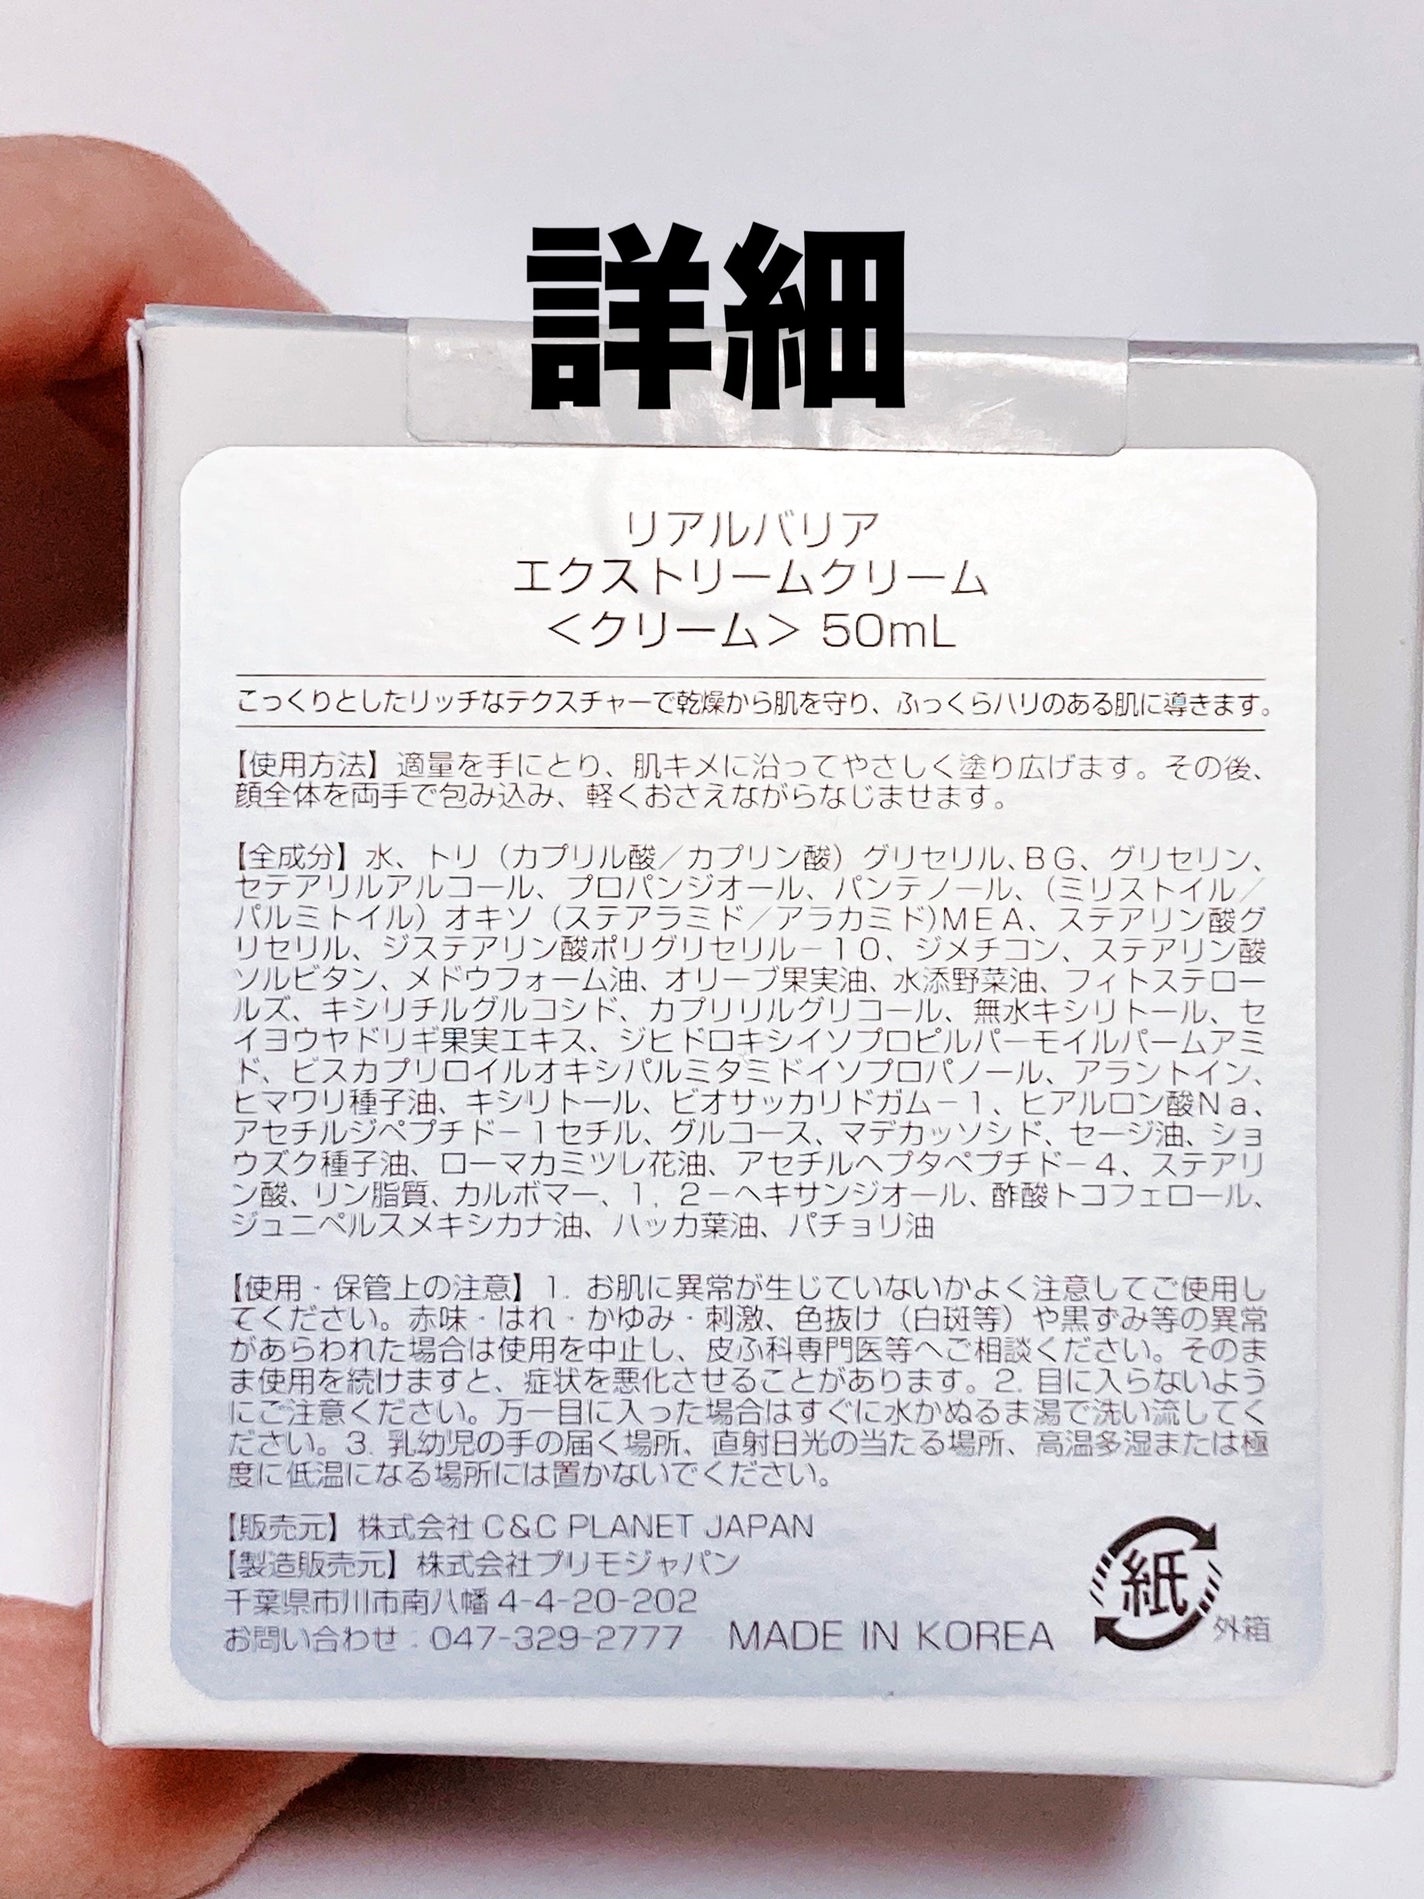 詳細
リアルバリア
エクストリームクリーム
＜クリーム＞ 50mL
こっくりとしたリッチなテクスチャーで乾燥から肌を守り、ふっくらハリのある肌に導きます。
【使用方法】適量を手にとり、肌キメに沿ってやさしく塗り広げます。その後、
顔全体を両手で包み込み、軽くおさえながらなじませます。
【全成分】水、トリ（カプリル酸／カプリン酸）グリセリル、BG、グリセリン、
セテアリルアルコール、プロパンジオール、パンテノール、（ミリストイル／
パルミトイル）オキソ（ステアラミド／アラカミド)MEA、ステアリン酸グ
リセリル、ジステアリン酸ポリグリセリル－10、ジメチコン、ステアリン酸
ソルビタン、メドウフォーム油、オリーブ果実油、水添野菜油、フィトステロー
ルズ、キシリチルグルコシド、カプリリルグリコール、無水キシリトール、セ
イヨウヤドリギ果実エキス、ジヒドロキシイソプロピルパーモイルパームアミ
ド、ビスカプリロイルオキシパルミタミドイソプロパノール、アラントイン、
ヒマワリ種子油、キシリトール、ビオサッカリドガム－1、ヒアルロン酸Na、
アセチルジペプチド－1セチル、グルコース、マデカッソシド、セージ油、ショ
ウズク種子油、ローマカミツレ花油、アセチルヘプタペプチド－4、ステアリ
ン酸、リン脂質、カルボマー、1，2－ヘキサンジオール、酢酸トコフェロール、
ジュニペルスメキシカナ油、ハッカ葉油、パチョリ油
【使用・保管上の注意】1. お肌に異常が生じていないかよく注意してご使用し
てください。赤味・はれ・かゆみ・刺激、色抜け（白斑等）や黒ずみ等の異常
があらわれた場合は使用を中止し、皮ふ科専門医等へご相談ください。そのま
ま使用を続けますと、症状を悪化させることがあります。2. 目に入らないよう
にご注意ください。万一目に入った場合はすぐに水かぬるま湯で洗い流してく
ださい。3. 乳幼児の手の届く場所、直射日光の当たる場所、高温多湿または極
度に低温になる場所には置かないでください。
【販売元】株式会社 C&C PLANET JAPAN
【製造販売元】株式会社プリモジャパン
千葉県市川市南八幡 4-4-20-202
お問い合わせ：047-329-2777 MADE IN KOREA
紙
外箱